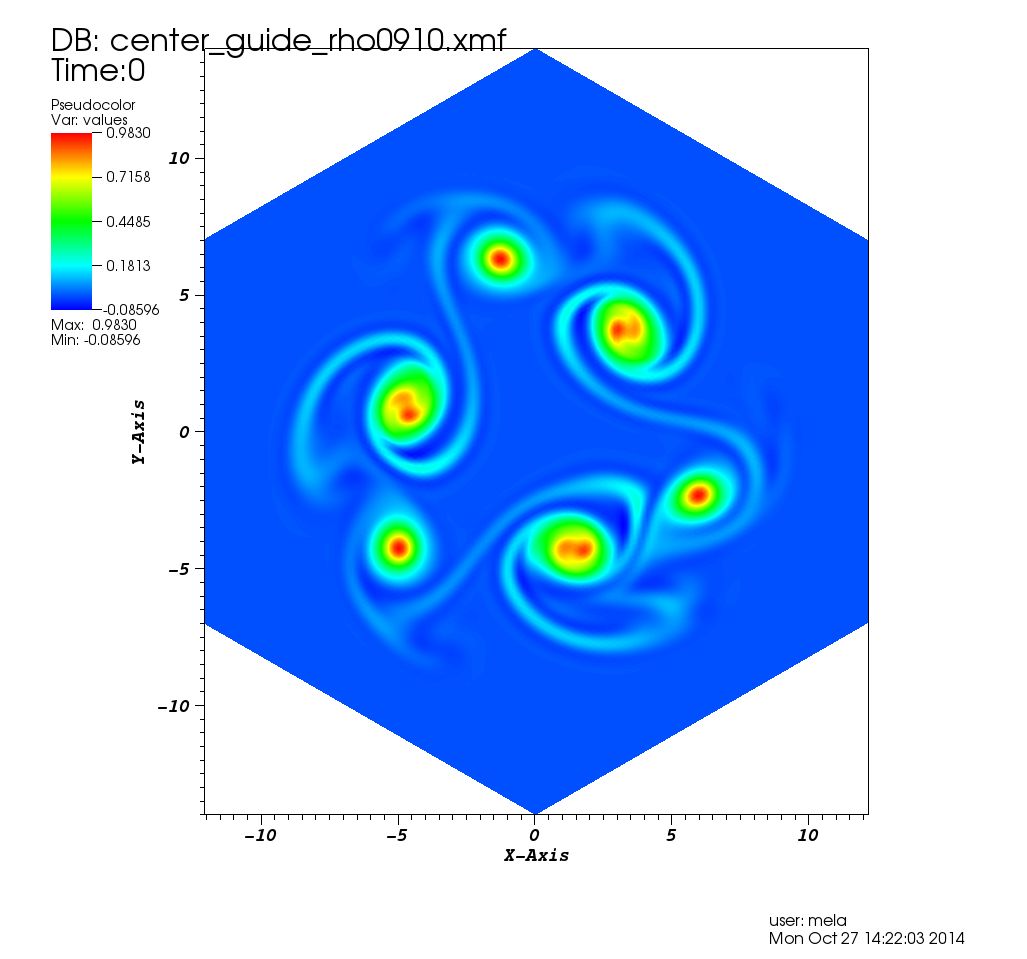 DB: center_guide_rho0910.xmf
Time:0
Pseudocolor
Var: values
0.9830
0.7158
0.4485
0.1813
-0.08596
Max: 0.9830
Min: -0.08596
10
5
0
-5
-10
Y-Axis
-10 -5 0 5 10
X-Axis
user: mela
Mon Oct 27 14:22:03 2014